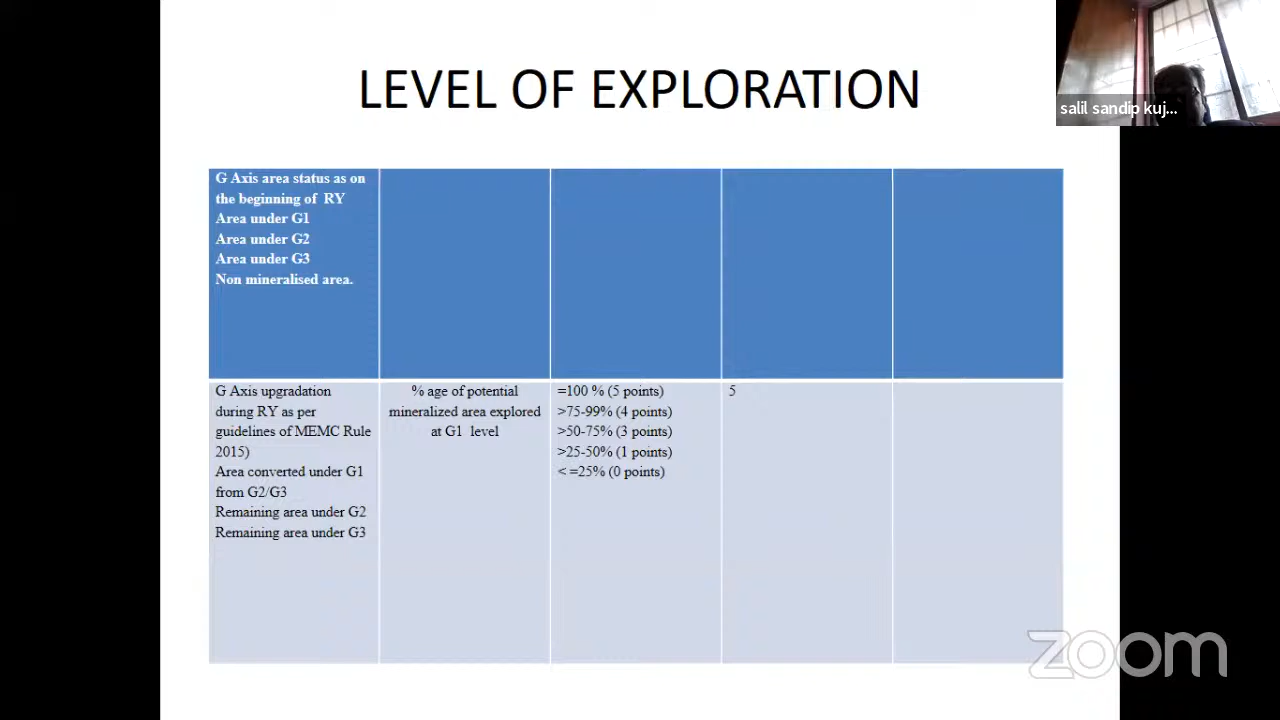 LEVEL OF EXPLORATION
salil sandip kuj...
G Axis area status as on
the beginning of RY
Area under G1
Area under G2
Area under G3
Non mineralised area.
G Axis upgradation
during RY as per
guidelines of MEMC Rule
2015)
Area converted under G1
from G2/G3
Remaining area under G2
Remaining area under G3
% age of potential
mineralized area explored
at G1 level
=100 % (5 points)
>75-99% (4 points)
>50-75% (3 points)
>25-50% (1 points)
< =25% (0 points)
5
zoom